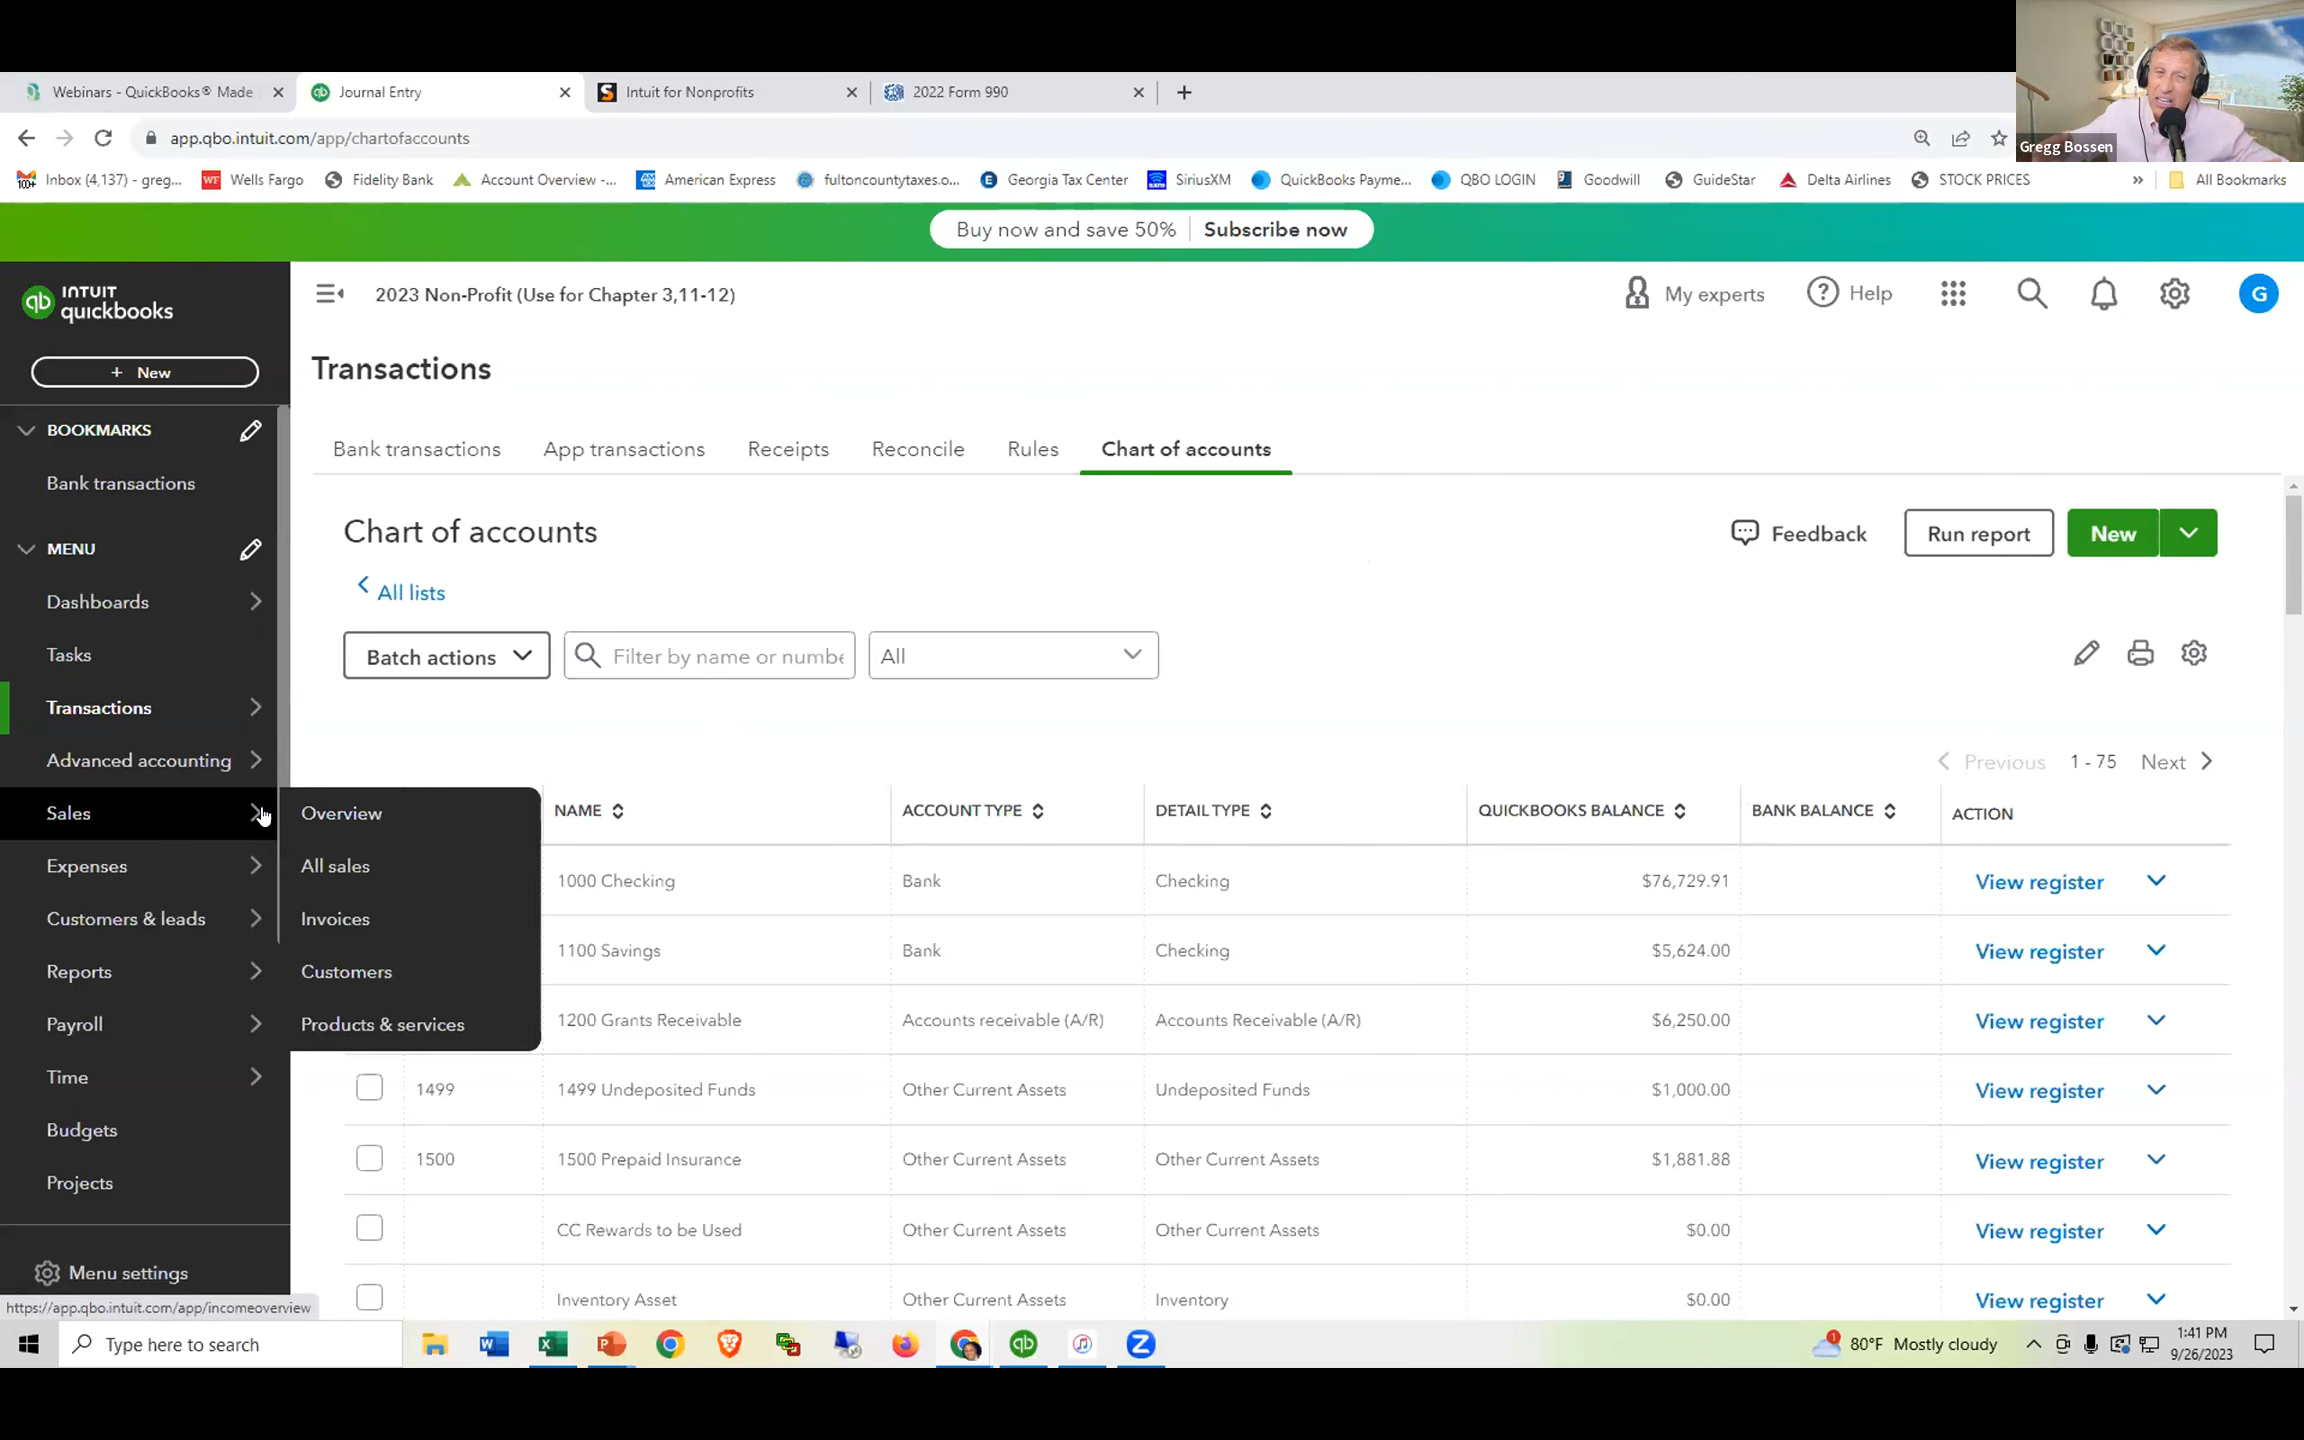 Webinars - QuickBooks® Made
Journal Entry
Intuit for Nonprofits
2022 Form 990
Gregg Bossen
app.qbo.intuit.com/app/chartofaccounts
100+
Inbox (4,137) - greg...
WF Wells Fargo
Fidelity Bank
Account Overview -...
American Express
fultoncountytaxes.o...
Georgia Tax Center
SiriusXM
QuickBooks Payme...
QBO LOGIN
Goodwill
GuideStar
Delta Airlines
STOCK PRICES
»
All Bookmarks
Buy now and save 50%
Subscribe now
qb INTUIT
quickbooks
2023 Non-Profit (Use for Chapter 3,11-12)
My experts
Help
G
+ New
Transactions
BOOKMARKS
Bank transactions
MENU
Dashboards
Tasks
Transactions
Advanced accounting
Sales
Expenses
Customers & leads
Reports
Payroll
Time
Budgets
Projects
Menu settings
https://app.qbo.intuit.com/app/incomeoverview
Overview
All sales
Invoices
Customers
Products & services
Bank transactions
App transactions
Receipts
Reconcile
Rules
Chart of accounts
Chart of accounts
Feedback
Run report
New
All lists
Batch actions
Filter by name or numbe
All
Previous 1 - 75 Next
NAME ACCOUNT TYPE DETAIL TYPE QUICKBOOKS BALANCE BANK BALANCE ACTION
1000 Checking Bank Checking $76,729.91 View register
1100 Savings Bank Checking $5,624.00 View register
1200 Grants Receivable Accounts receivable (A/R) Accounts Receivable (A/R) $6,250.00 View register
1499 1499 Undeposited Funds Other Current Assets Undeposited Funds $1,000.00 View register
1500 1500 Prepaid Insurance Other Current Assets Other Current Assets $1,881.88 View register
CC Rewards to be Used Other Current Assets Other Current Assets $0.00 View register
Inventory Asset Other Current Assets Inventory $0.00 View register
Type here to search
80°F Mostly cloudy
1:41 PM
9/26/2023